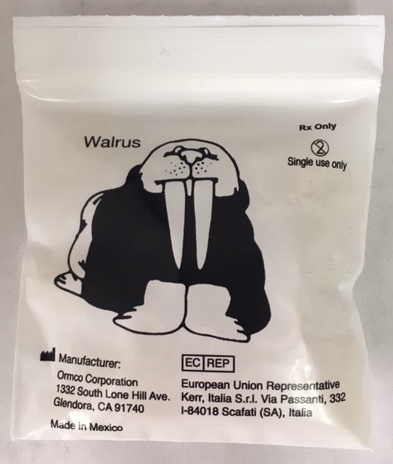 Walrus
Rx Only
2
Single use only
Manufacturer:
Ormco Corporation
1332 South Lone Hill Ave.
Glendora, CA 91740
Made in Mexico
EC REP
European Union Representative
Kerr, Italia S.r.l. Via Passanti, 332
I-84018 Scafati (SA), Italia